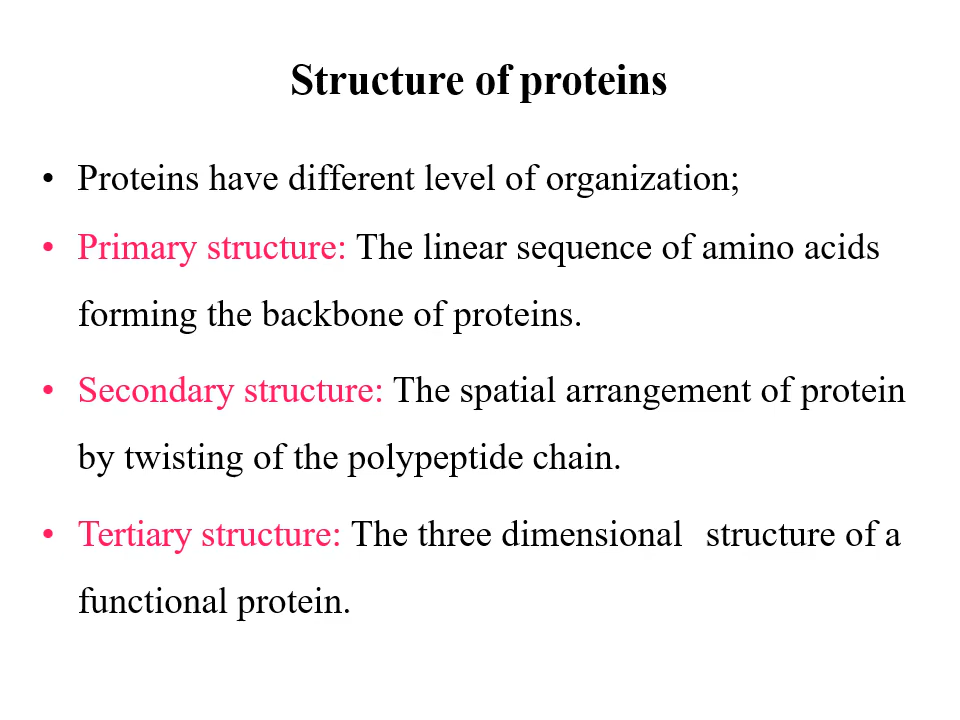 Structure of proteins
• Proteins have different level of organization;
• Primary structure: The linear sequence of amino acids
forming the backbone of proteins.
• Secondary structure: The spatial arrangement of protein
by twisting of the polypeptide chain.
• Tertiary structure: The three dimensional structure of a
functional protein.